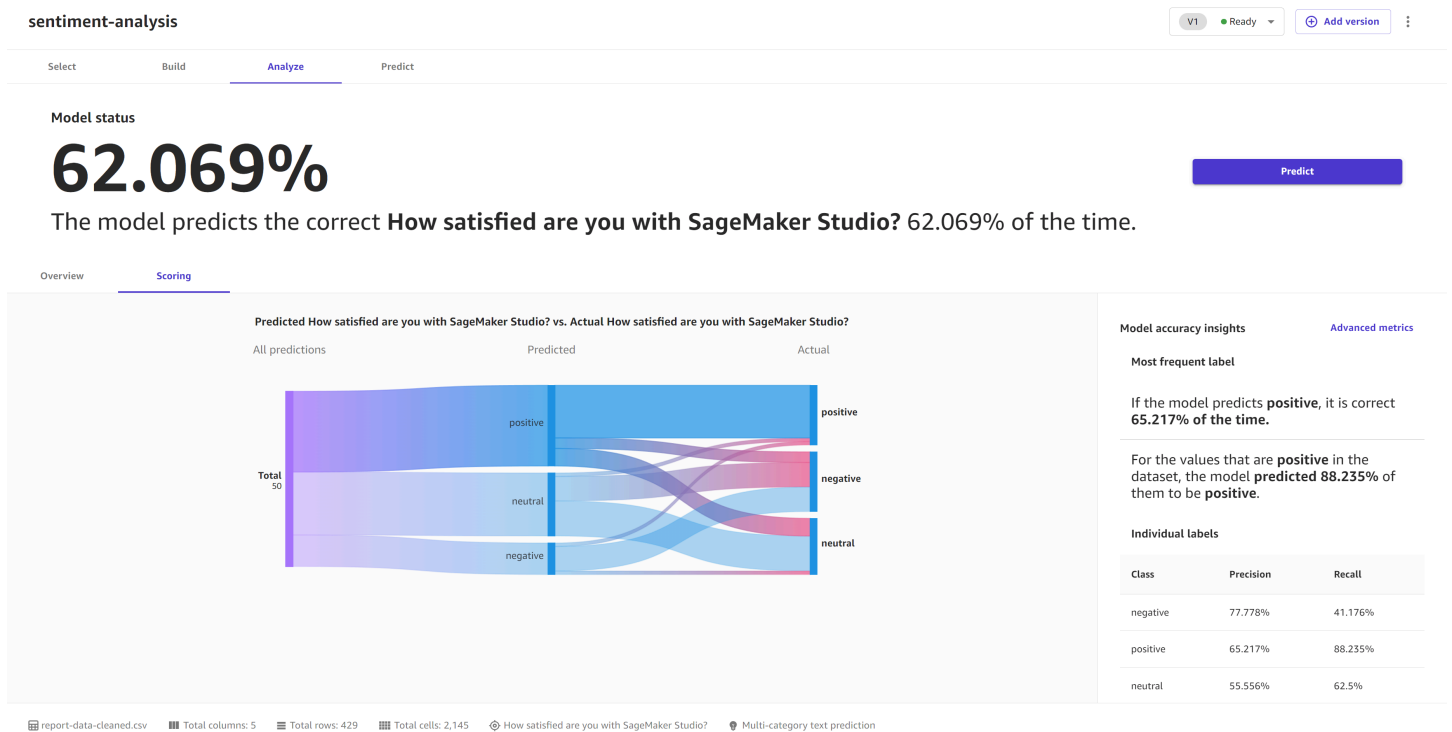 sentiment-analysis
V1 Ready Add version
Select Build Analyze Predict
Model status
62.069%
Predict
The model predicts the correct How satisfied are you with SageMaker Studio? 62.069% of the time.
Overview Scoring
Predicted How satisfied are you with SageMaker Studio? vs. Actual How satisfied are you with SageMaker Studio?
All predictions Predicted Actual
positive
neutral
negative
Total
50
positive
negative
neutral
Model accuracy insights Advanced metrics
Most frequent label
If the model predicts positive, it is correct
65.217% of the time.
For the values that are positive in the
dataset, the model predicted 88.235% of
them to be positive.
Individual labels
Class Precision Recall
negative 77.778% 41.176%
positive 65.217% 88.235%
neutral 55.556% 62.5%
report-data-cleaned.csv Total columns: 5 Total rows: 429 Total cells: 2,145 How satisfied are you with SageMaker Studio? Multi-category text prediction